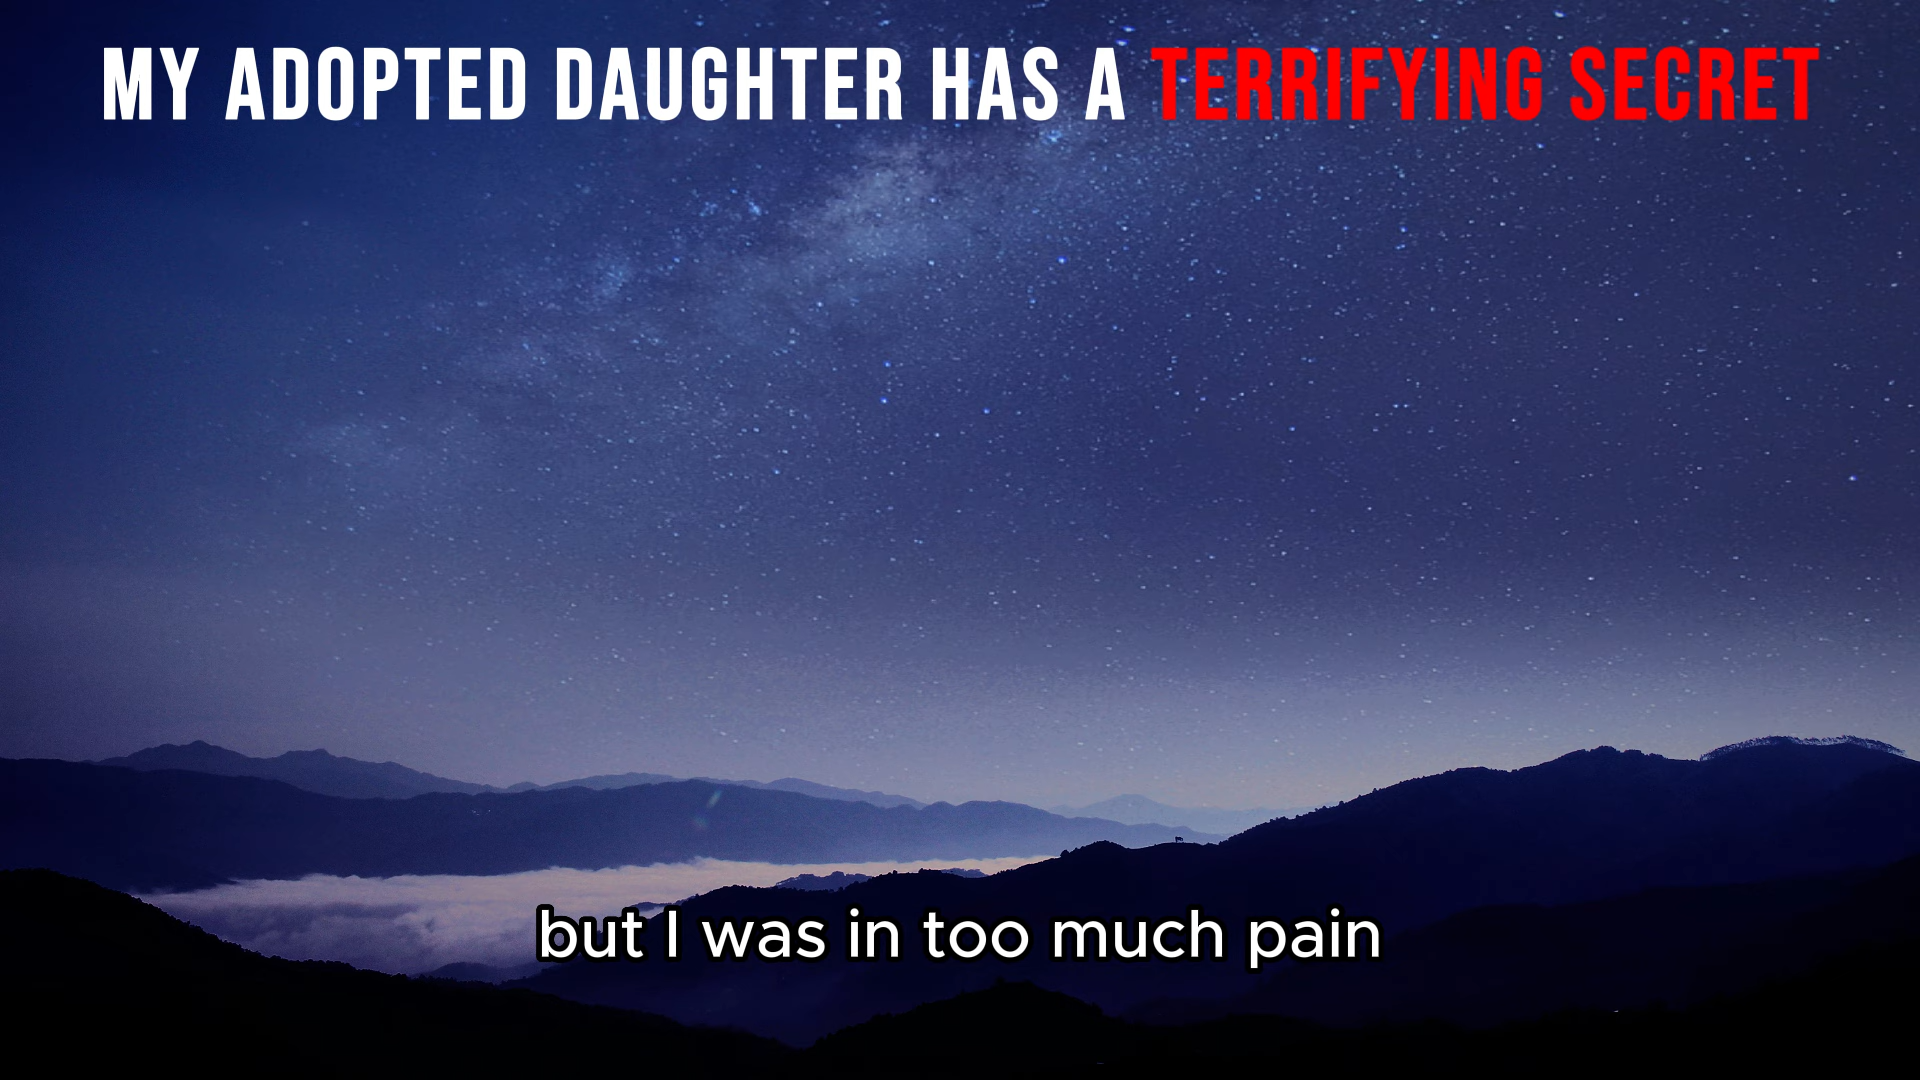 MY ADOPTED DAUGHTER HAS A TERRIFYING SECRET
but I was in too much pain